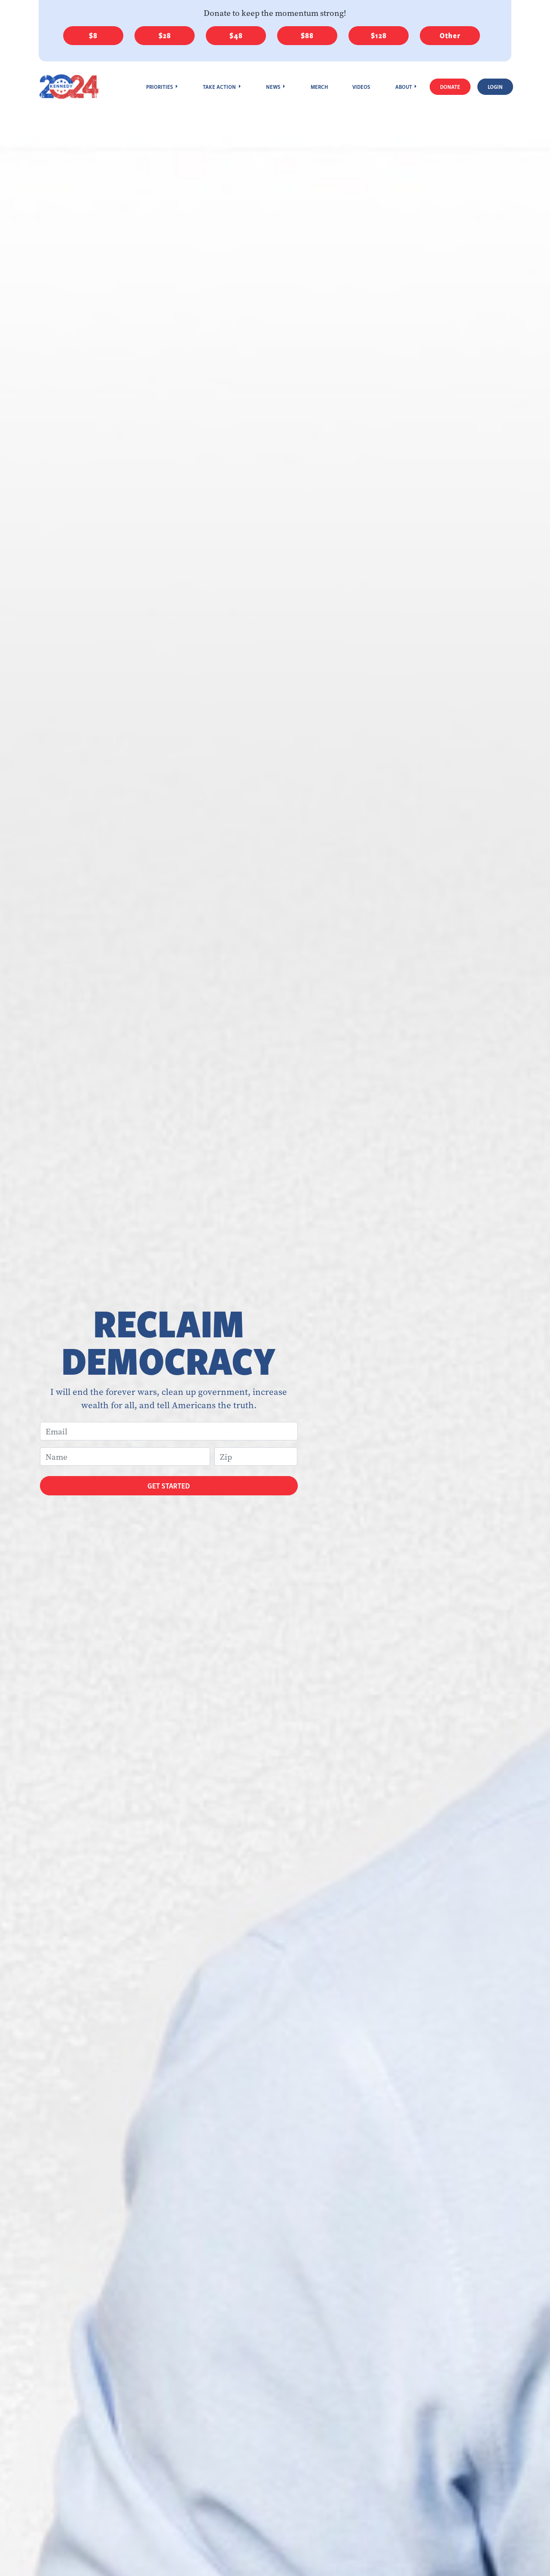 Donate to keep the momentum strong!
$8 $28 $48 $88 $128 Other
KENNEDY
2024
PRIORITIES TAKE ACTION NEWS MERCH VIDEOS ABOUT DONATE LOGIN
RECLAIM
DEMOCRACY
I will end the forever wars, clean up government, increase
wealth for all, and tell Americans the truth.
Email
Name Zip
GET STARTED